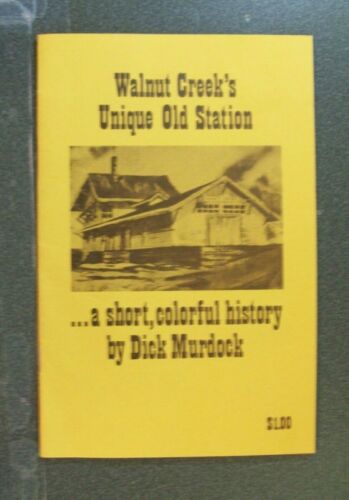 Walnut Creek's
Unique Old Station
...a short, colorful history
by Dick Murdock
$1.00